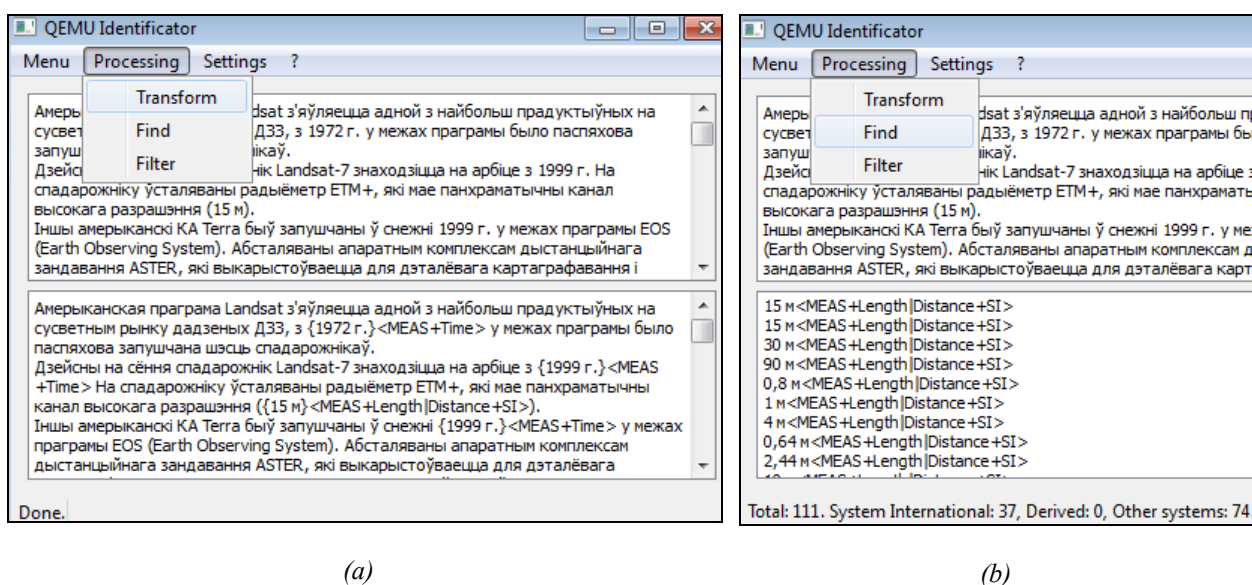 QEMU Identificator
Menu Processing Settings ?
Transform
Find
Filter
Амеры dsat з'яўляецца адной з найбольш прадуктыўных на
сусвет ДЗЗ, з 1972 г. у межах праграмы было паспяхова
запуш ікаў.
Дзейсн нік Landsat-7 знаходзіцца на арбіце з 1999 г. На
спадарожніку ўсталяваны радыёметр ETM+, які мае панхраматычны канал
высокага разрашэння (15 м).
Іншы амерыканскі КА Terra быў запушчаны ў снежні 1999 г. у межах праграмы EOS
(Earth Observing System). Абсталяваны апаратным комплексам дыстанцыйнага
зандавання ASTER, які выкарыстоўваецца для дэталёвага картаграфавання і
Амерыканская праграма Landsat з'яўляецца адной з найбольш прадуктыўных на
сусветным рынку дадзеных ДЗЗ, з {1972 г.}<MEAS+Time> у межах праграмы было
паспяхова запушчана шэсць спадарожнікаў.
Дзейсны на сёння спадарожнік Landsat-7 знаходзіцца на арбіце з {1999 г.}<MEAS
+Time> На спадарожніку ўсталяваны радыёметр ETM+, які мае панхраматычны
канал высокага разрашэння ({15 м}<MEAS+Length|Distance+SI>).
Іншы амерыканскі КА Terra быў запушчаны ў снежні {1999 г.}<MEAS+Time> у межах
праграмы EOS (Earth Observing System). Абсталяваны апаратным комплексам
дыстанцыйнага зандавання ASTER, які выкарыстоўваецца для дэталёвага
Done.
(a)
QEMU Identificator
Menu Processing Settings ?
Transform
Find
Filter
Амеры dsat з'яўляецца адной з найбольш пр
сусвет ДЗЗ, з 1972 г. у межах праграмы бы
запуш ікаў.
Дзейсн нік Landsat-7 знаходзіцца на арбіце з
спадарожніку ўсталяваны радыёметр ETM+, які мае панхраматы
высокага разрашэння (15 м).
Іншы амерыканскі КА Terra быў запушчаны ў снежні 1999 г. у ме
(Earth Observing System). Абсталяваны апаратным комплексам д
зандавання ASTER, які выкарыстоўваецца для дэталёвага карт
15 м<MEAS+Length|Distance+SI>
15 м<MEAS+Length|Distance+SI>
30 м<MEAS+Length|Distance+SI>
90 м<MEAS+Length|Distance+SI>
0,8 м<MEAS+Length|Distance+SI>
1 м<MEAS+Length|Distance+SI>
4 м<MEAS+Length|Distance+SI>
0,64 м<MEAS+Length|Distance+SI>
2,44 м<MEAS+Length|Distance+SI>
Total: 111. System International: 37, Derived: 0, Other systems: 74.
(b)